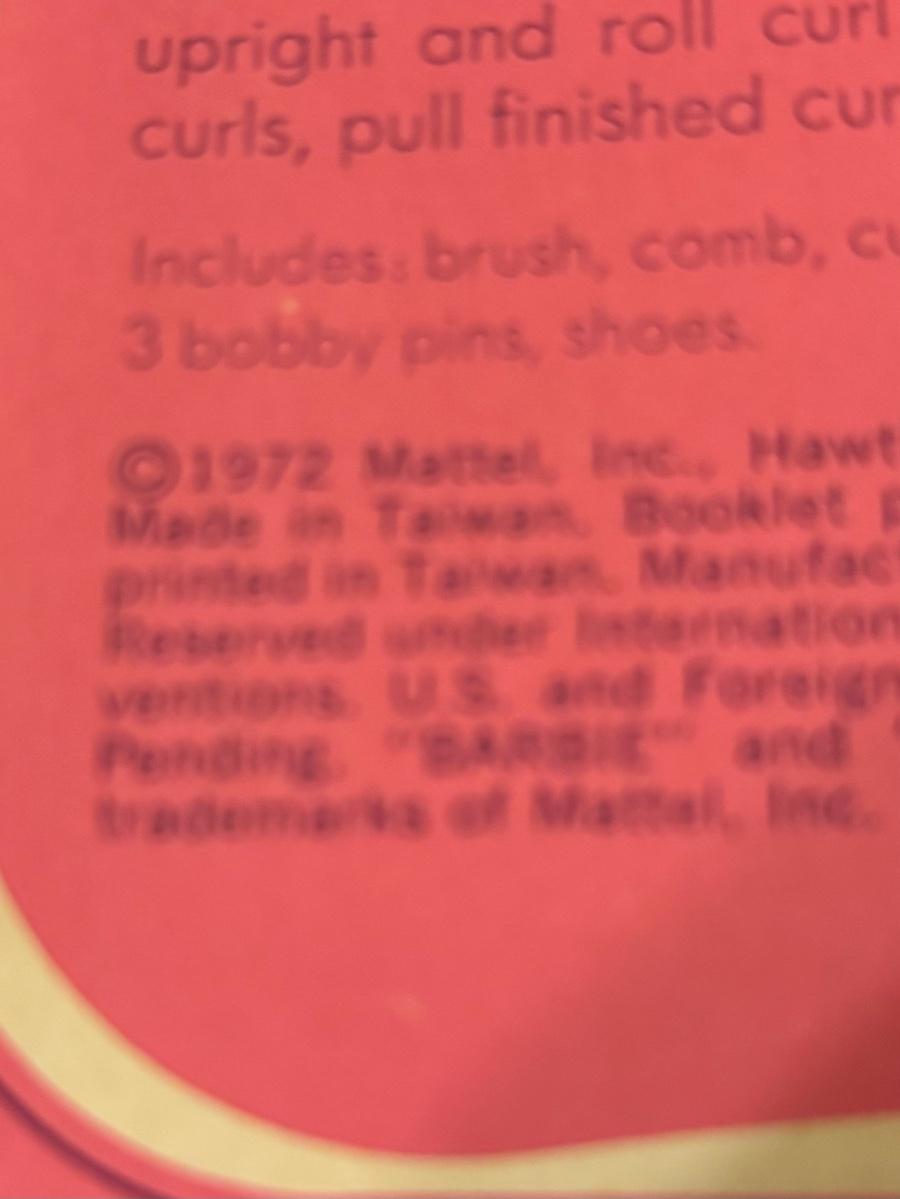 upright and roll curl
curls, pull finished cur
Includes: brush, comb, cu
3 bobby pins, shoes.
©1972 Mattel, Inc., Hawt
Made in Taiwan. Booklet p
printed in Taiwan. Manufac
Reserved under Internation
ventions. U.S. and Foreign
Pending. "BARBIE" and "
trademarks of Mattel, Inc.